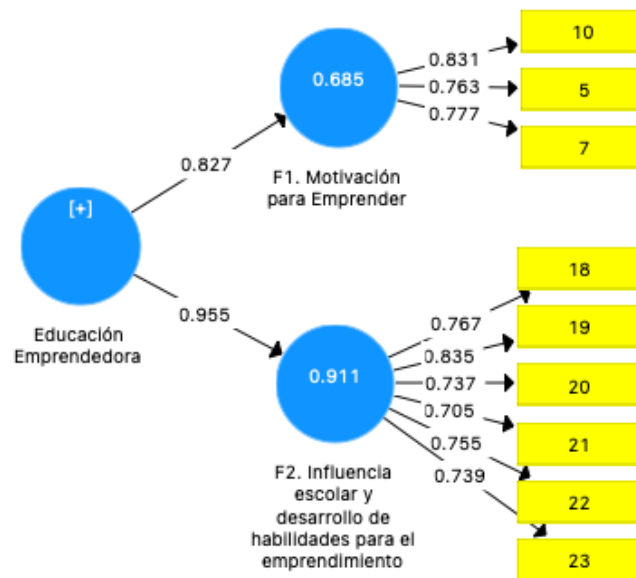 10
0.831
0.685
0.763
5
0.777
7
0.827
F1. Motivación
para Emprender
[+]
18
0.955
Educación
Emprendedora
0.767
19
0.835
0.911
0.737
20
0.705
21
0.755
0.739
22
F2. Influencia
escolar y
desarrollo de
habilidades para el
emprendimiento
23